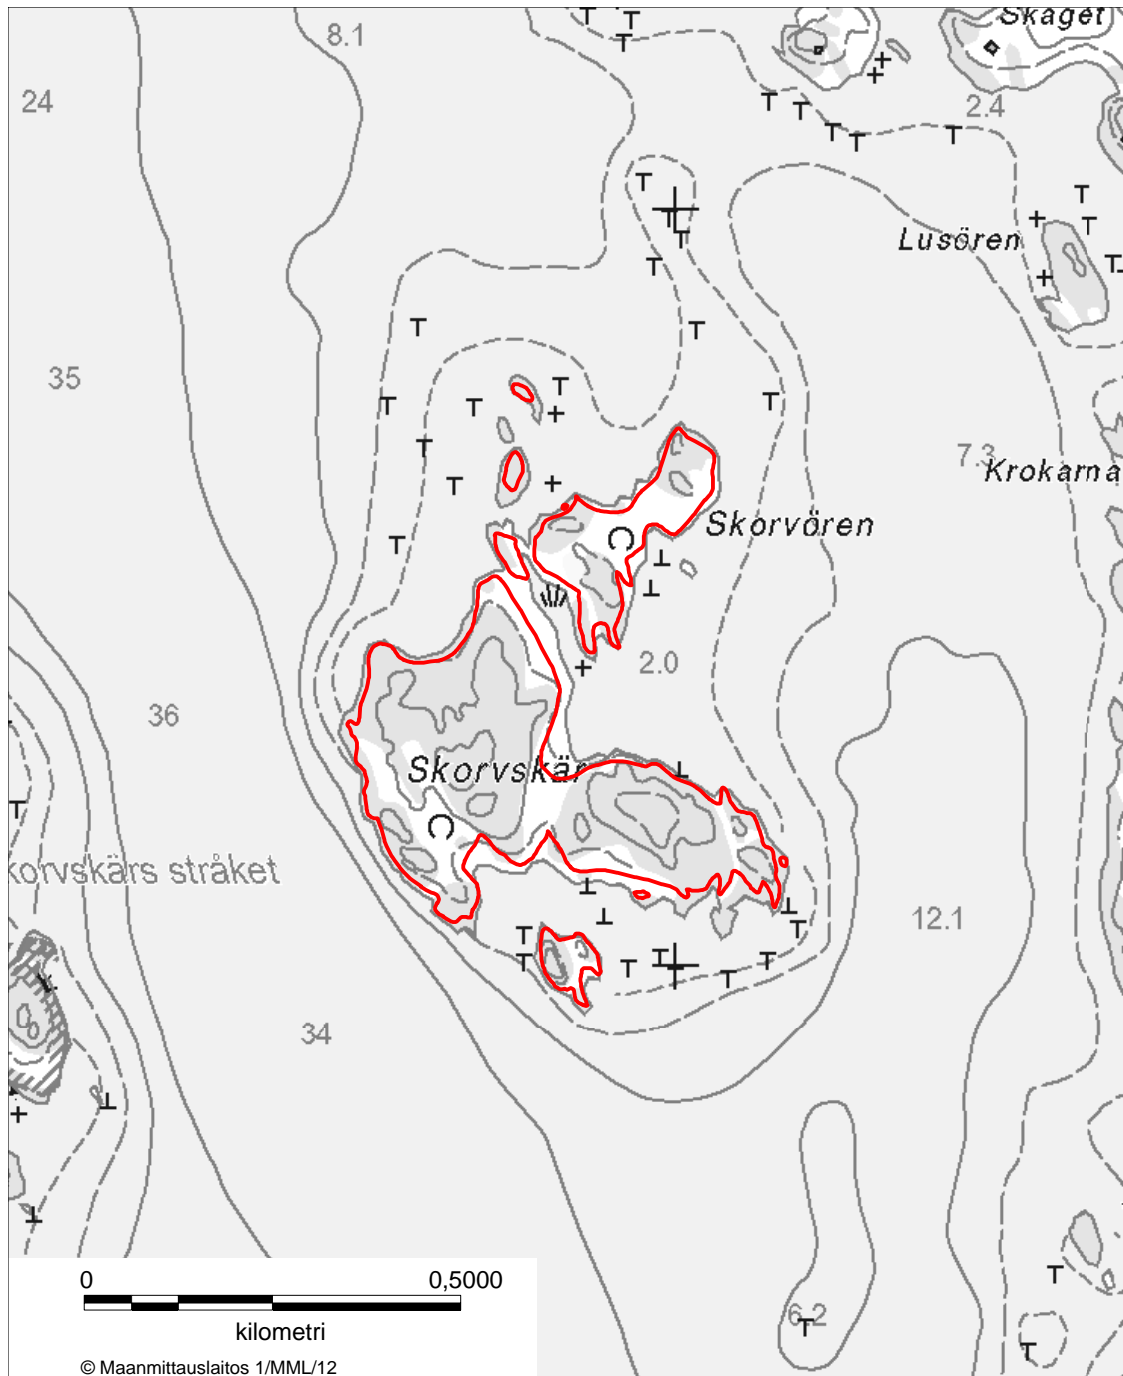 Skaget
8.1
24
2.4
Lusören
35
7.3
Krokarna
Skorvören
2.0
36
Skorvskär
korvskärs stråket
12.1
34
6.2
0 0,5000
kilometri
© Maanmittauslaitos 1/MML/12